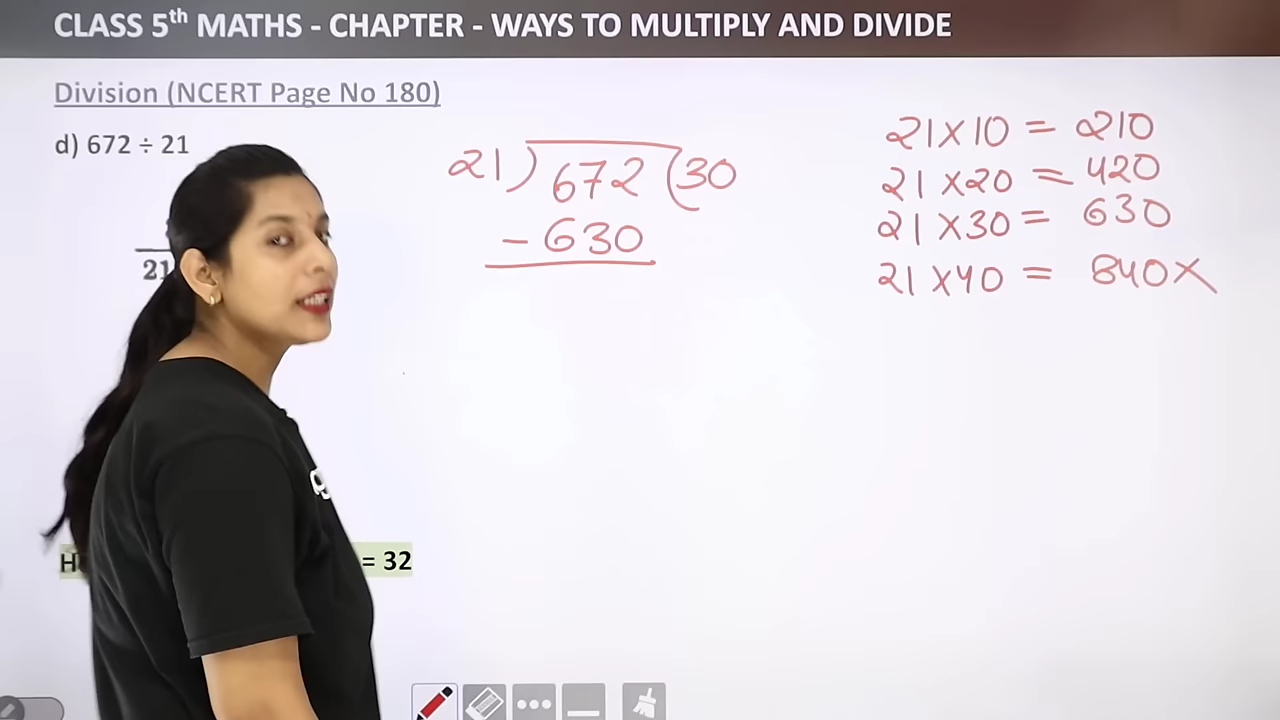 CLASS 5th MATHS - CHAPTER - WAYS TO MULTIPLY AND DIVIDE
Division (NCERT Page No 180)
d) 672 ÷ 21
21
H
= 32
21)672(30
-630
21 x 10 = 210
21 x 20 = 420
21 x 30 = 630
21 x 40 = 840 x